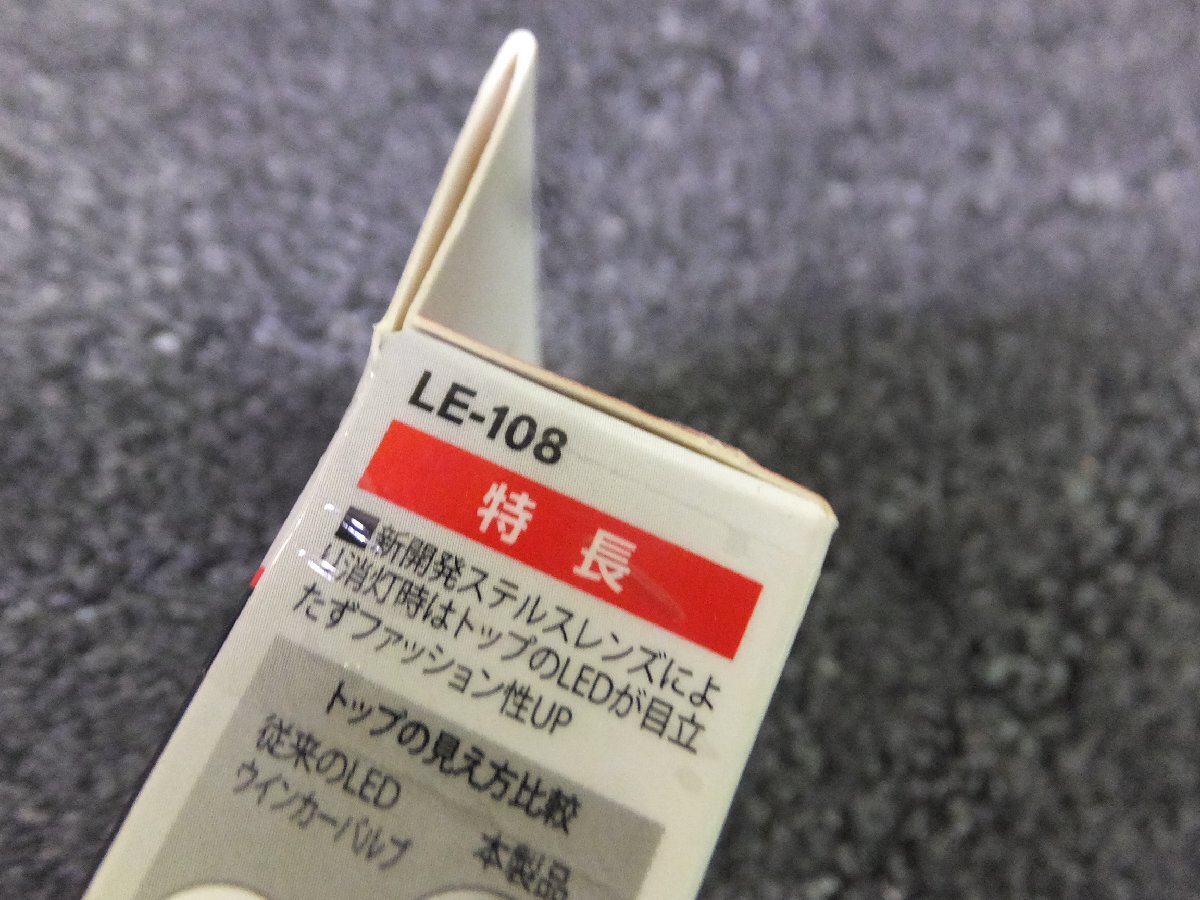 LE-108
特長
■新開発ステルスレンズによ
り消灯時はトップのLEDが目立
たずファッション性UP
トップの見え方比較
従来のLED
ウインカーバルブ
本製品